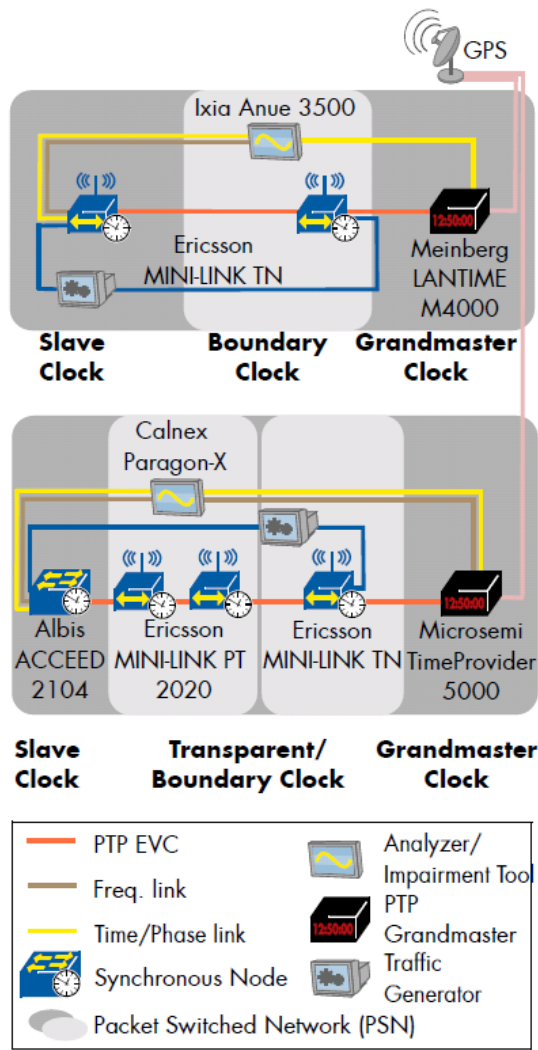 GPS
Ixia Anue 3500
12:50:00
Ericsson
MINI-LINK TN
Meinberg
LANTIME
M4000
Slave
Clock
Boundary
Clock
Grandmaster
Clock
Calnex
Paragon-X
12:50:00
Albis
ACCEED
2104
Ericsson
MINI-LINK PT
2020
Ericsson
MINI-LINK TN
Microsemi
TimeProvider
5000
Slave
Clock
Transparent/
Boundary Clock
Grandmaster
Clock
PTP EVC
Freq. link
Time/Phase link
Synchronous Node
Packet Switched Network (PSN)
Analyzer/
Impairment Tool
12:50:00
PTP
Grandmaster
Traffic
Generator